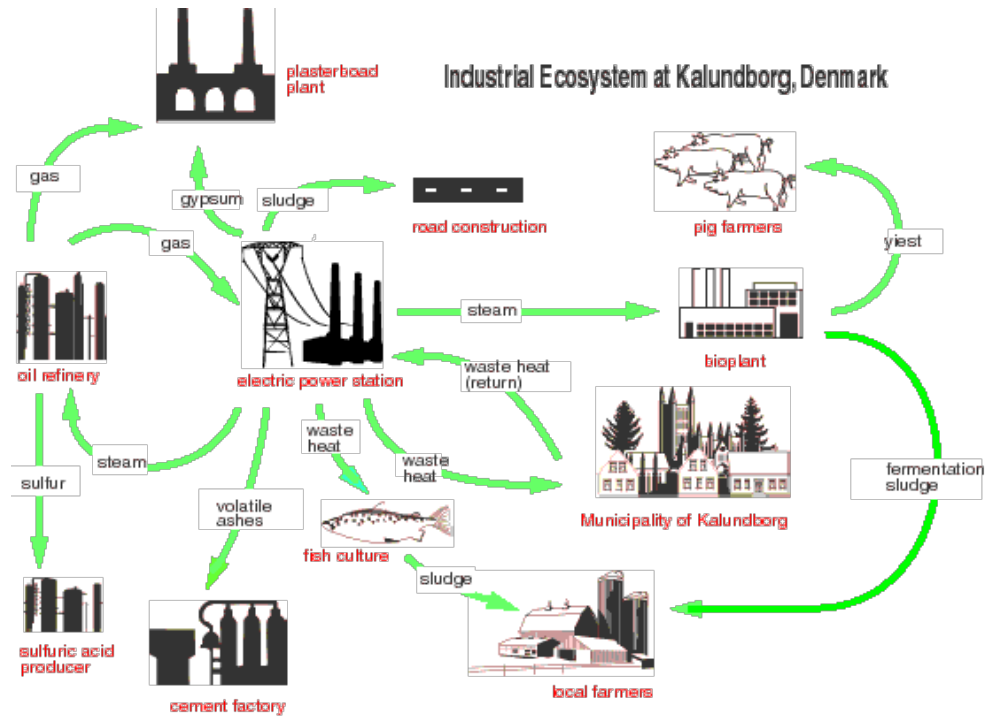 plasterboad
plant
Industrial Ecosystem at Kalundborg, Denmark
gas
gypsum
sludge
road construction
pig farmers
gas
yiest
steam
oil refinery
electric power station
waste heat
(return)
bioplant
waste
heat
steam
waste
heat
sulfur
fermentation
sludge
volatile
ashes
Municipality of Kalundborg
fish culture
sludge
sulfuric acid
producer
local farmers
cement factory